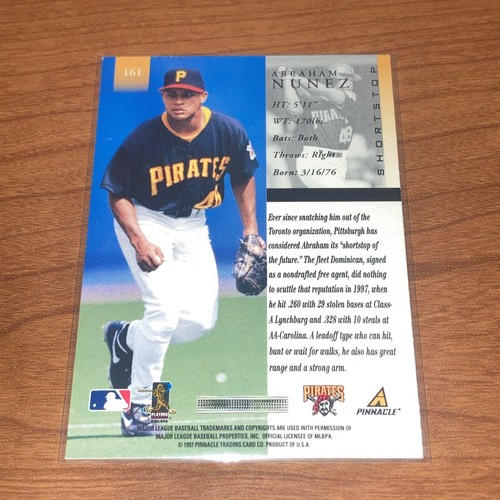 161
ABRAHAM
NUNEZ
HT: 5'11"
WT: 170lbs.
Bats: Both
Throws: Right
Born: 3/16/76
SHORTSTOP
P
PIRATES
Ever since snatching him out of the
Toronto organization, Pittsburgh has
considered Abraham its "shortstop of
the future." The fleet Dominican, signed
as a nondrafted free agent, did nothing
to scuttle that reputation in 1997, when
he hit .260 with 29 stolen bases at Class-
A Lynchburg and .328 with 10 steals at
AA-Carolina. A leadoff type who can hit,
bunt or wait for walks, he also has great
range and a strong arm.
PIRATES
PINNACLE
MAJOR LEAGUE BASEBALL TRADEMARKS AND COPYRIGHTS ARE USED WITH PERMISSION OF
MAJOR LEAGUE BASEBALL PROPERTIES, INC. OFFICIAL LICENSEE OF MLBPA.
© 1997 PINNACLE TRADING CARD CO. PRODUCT OF U.S.A